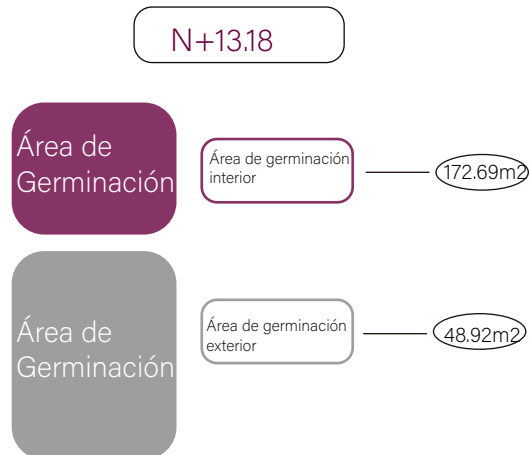 N+13.18
Área de
Germinación
Área de germinación
interior
172.69m2
Área de
Germinación
Área de germinación
exterior
48.92m2